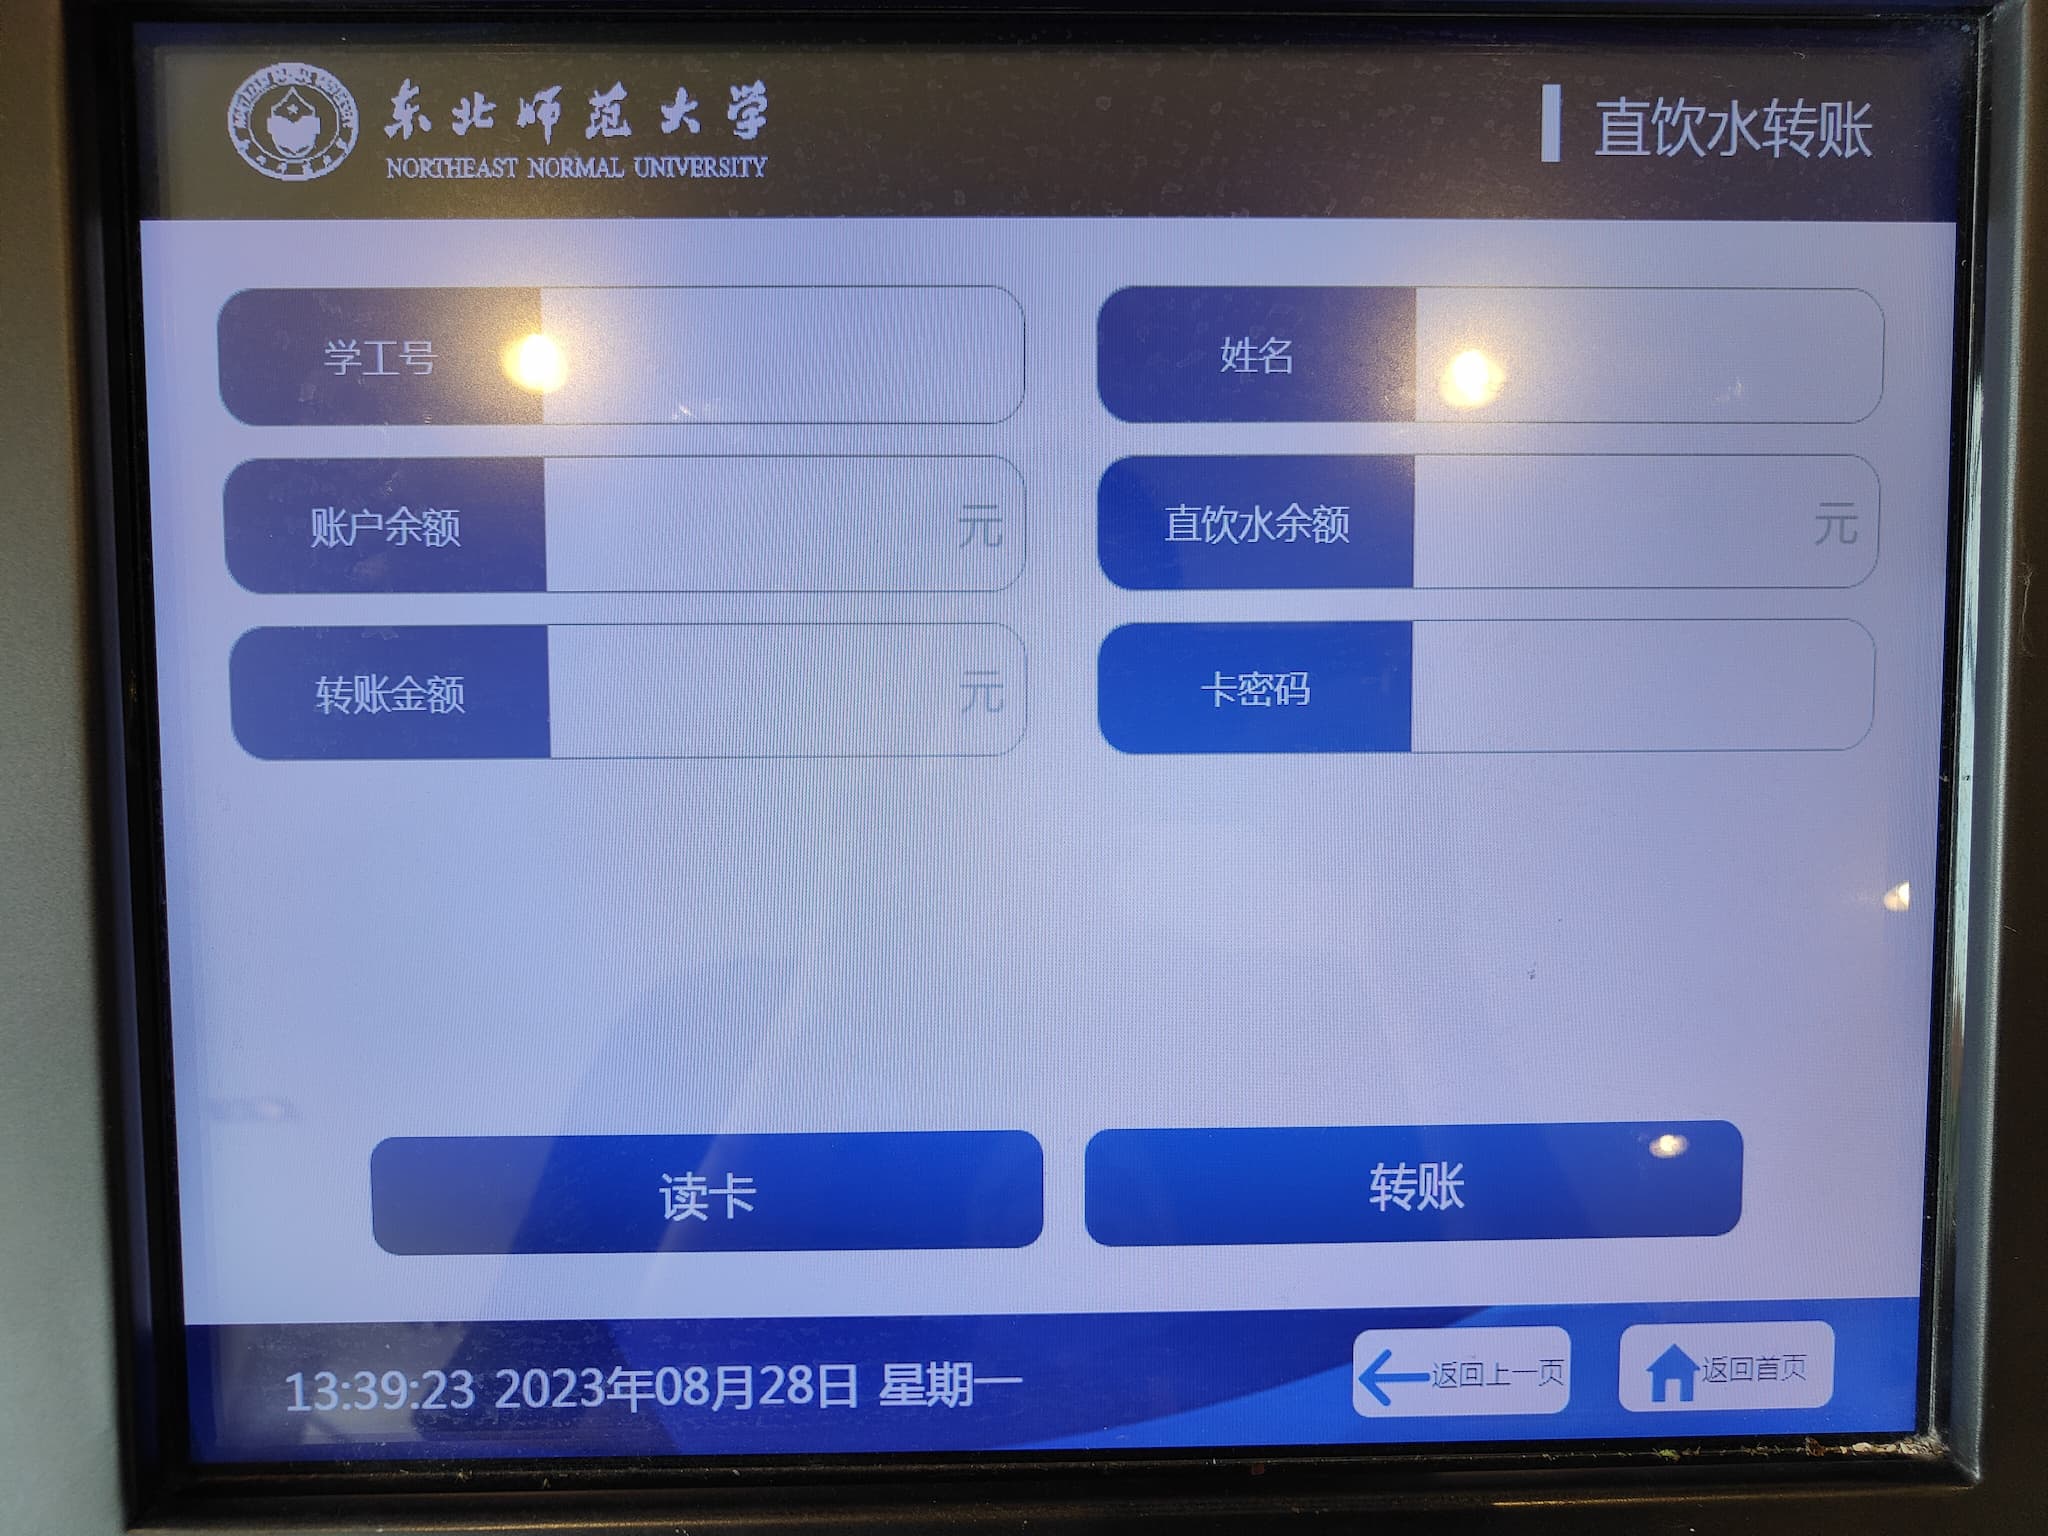 东北师范大学
NORTHEAST NORMAL UNIVERSITY
直饮水转账
学工号
姓名
账户余额 元
直饮水余额 元
转账金额 元
卡密码
读卡
转账
13:39:23 2023年08月28日 星期一
返回上一页
返回首页